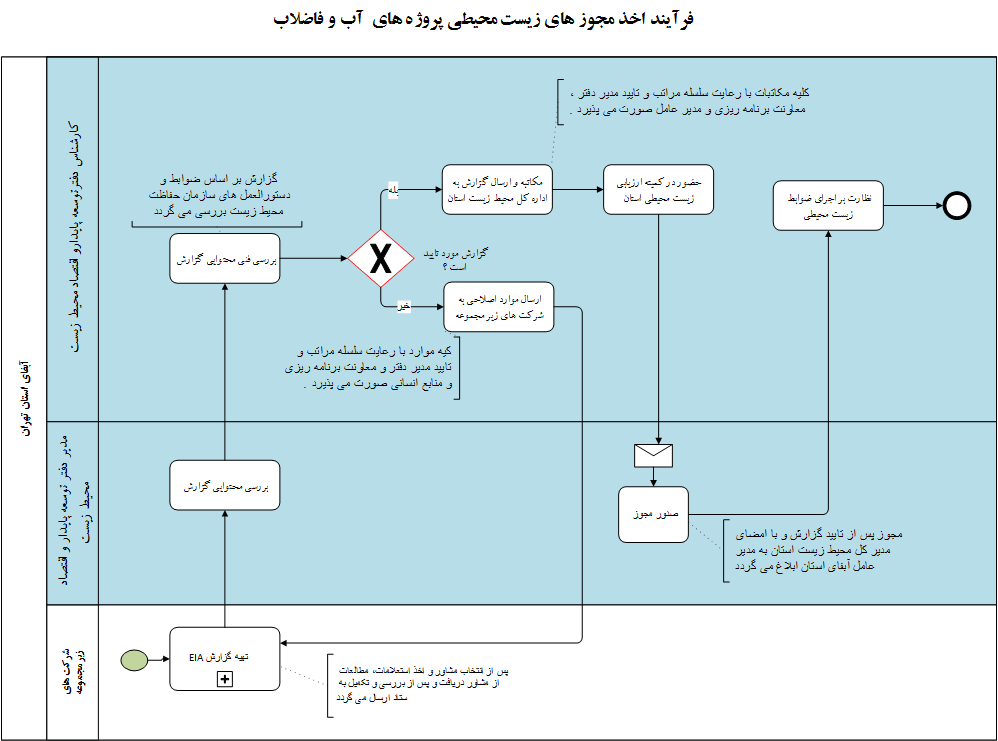 فرآیند اخذ مجوز های زیست محیطی پروژه های آب و فاضلاب
آبفای استان تهران
کارشناس دفتر توسعه پایدار و اقتصاد محیط زیست
کلیه مکاتبات با رعایت سلسله مراتب و تایید مدیر دفتر ،
معاونت برنامه ریزی و مدیر عامل صورت می پذیرد .
گزارش بر اساس ضوابط و
دستورالعمل های سازمان حفاظت
محیط زیست بررسی می گردد
بررسی فنی محتوایی گزارش
گزارش مورد تایید
است ؟
بله
مکاتبه و ارسال گزارش به
اداره کل محیط زیست استان
حضور در کمیته ارزیابی
زیست محیطی استان
نظارت بر اجرای ضوابط
زیست محیطی
خیر
ارسال موارد اصلاحی به
شرکت های زیر مجموعه
کیه موارد با رعایت سلسله مراتب و
تایید مدیر دفتر و معاونت برنامه ریزی
و منابع انسانی صورت می پذیرد .
مدیر دفتر توسعه پایدار و اقتصاد
محیط زیست
بررسی محتوایی گزارش
صدور مجوز
مجوز پس از تایید گزارش و با امضای
مدیر کل محیط زیست استان به مدیر
عامل آبفای استان ابلاغ می گردد
شرکت های
زیر مجموعه
تهیه گزارش EIA
پس از انتخاب مشاور و اخذ استعلامات، مطالعات
از مشاور دریافت و پس از بررسی و تکمیل به
ستاد ارسال می گردد